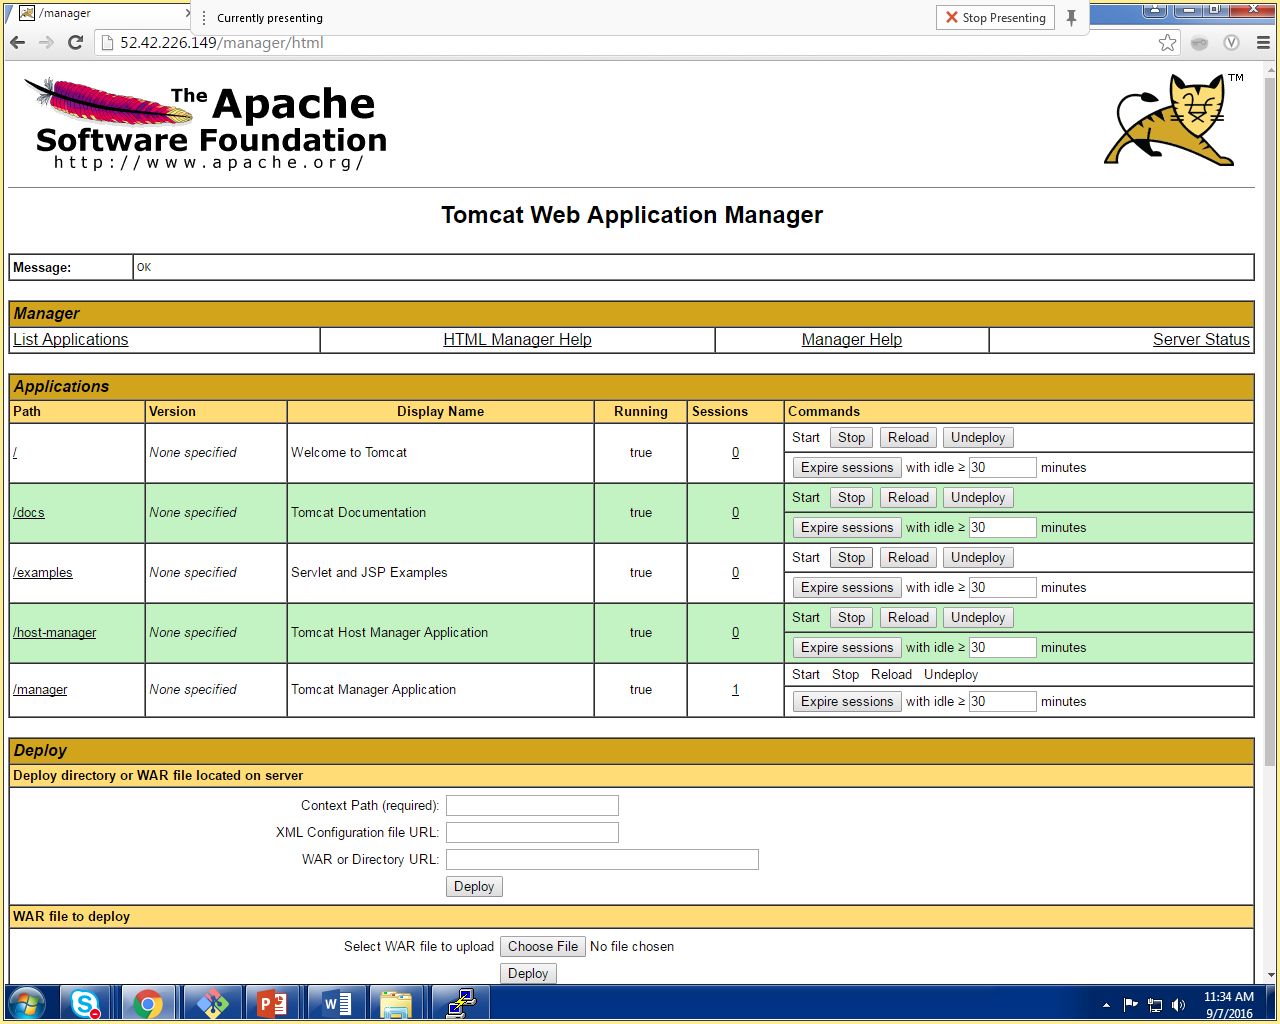 /manager
Currently presenting
Stop Presenting
52.42.226.149/manager/html
The Apache
Software Foundation
http://www.apache.org/
TM
Tomcat Web Application Manager
Message: OK
Manager
List Applications HTML Manager Help Manager Help Server Status
Applications
Path Version Display Name Running Sessions Commands
/ None specified Welcome to Tomcat true 0 Start Stop Reload Undeploy
Expire sessions with idle ≥ 30 minutes
/docs None specified Tomcat Documentation true 0 Start Stop Reload Undeploy
Expire sessions with idle ≥ 30 minutes
/examples None specified Servlet and JSP Examples true 0 Start Stop Reload Undeploy
Expire sessions with idle ≥ 30 minutes
/host-manager None specified Tomcat Host Manager Application true 0 Start Stop Reload Undeploy
Expire sessions with idle ≥ 30 minutes
/manager None specified Tomcat Manager Application true 1 Start Stop Reload Undeploy
Expire sessions with idle ≥ 30 minutes
Deploy
Deploy directory or WAR file located on server
Context Path (required):
XML Configuration file URL:
WAR or Directory URL:
Deploy
WAR file to deploy
Select WAR file to upload Choose File No file chosen
Deploy
11:34 AM
9/7/2016